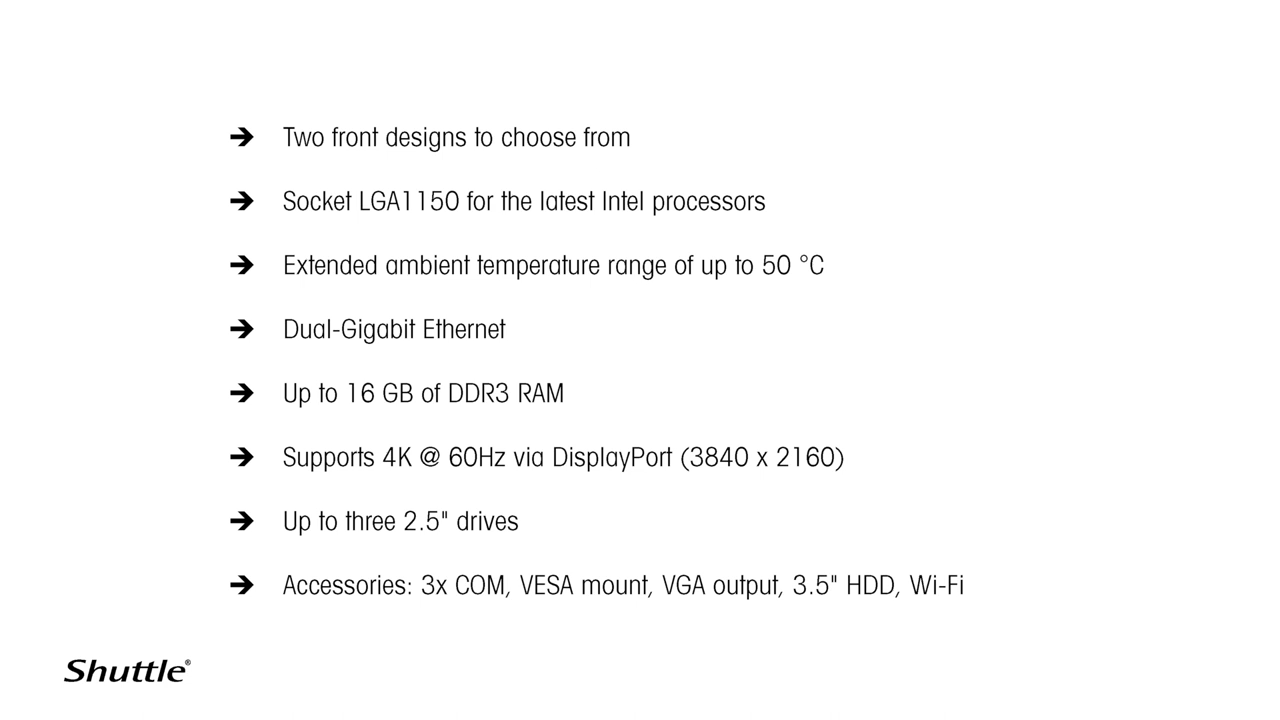 ➔ Two front designs to choose from
➔ Socket LGA1150 for the latest Intel processors
➔ Extended ambient temperature range of up to 50 °C
➔ Dual-Gigabit Ethernet
➔ Up to 16 GB of DDR3 RAM
➔ Supports 4K @ 60Hz via DisplayPort (3840 x 2160)
➔ Up to three 2.5" drives
➔ Accessories: 3x COM, VESA mount, VGA output, 3.5" HDD, Wi-Fi
Shuttle®